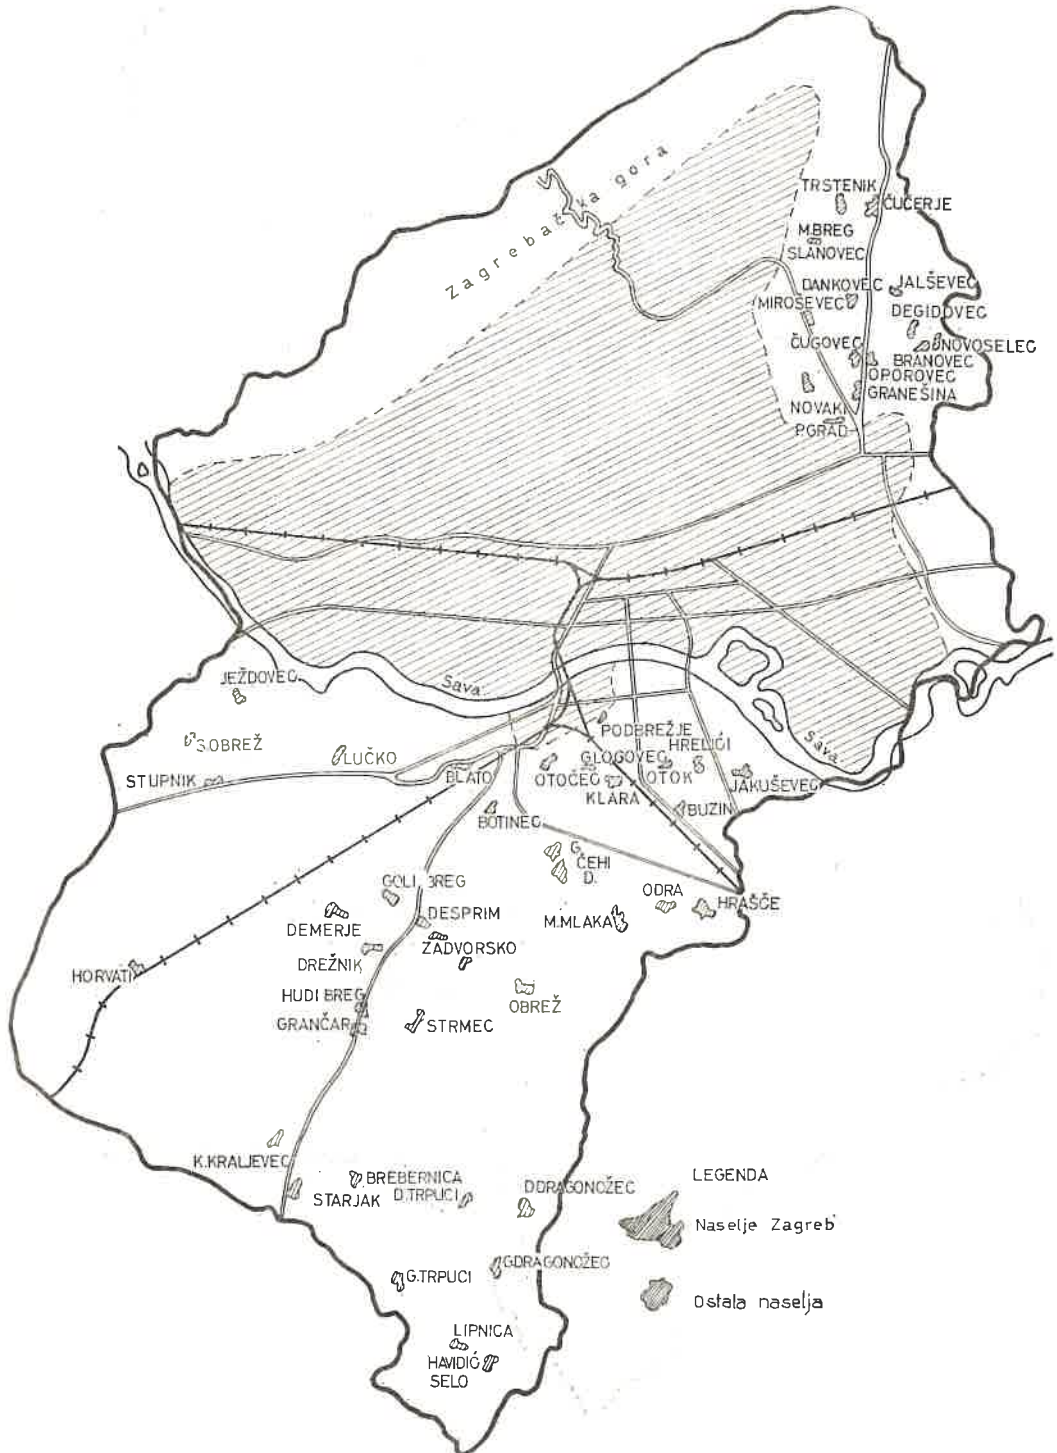 Zagrebačka gora
TRSTENIK
ČUČERJE
M.BREG
SLANOVEC
DANKOVEC
JALŠEVEC
MIROŠEVEC
DEGIDOVEC
ČUGOVEC
NOVOSELEC
BRANOVEC
OPOROVEC
GRANEŠINA
NOVAKI
P.GRAD
JEŽDOVEC
Sava
S.OBREŽ
LUČKO
STUPNIK
BLATO
PODBREŽJE
HRELIĆI
GLOGOVEC
OTOČEC
OTOK
KLARA
JAKUŠEVEC
Sava
BUZIN
BOTINEC
G.
ČEHI
D.
GOLI BREG
ODRA
HRAŠĆE
DESPRIM
M.MLAKA
DEMERJE
ZADVORSKO
DREŽNIK
HORVATI
HUDI BREG
OBREŽ
GRANČAR
STRMEC
K.KRALJEVEC
BREBERNICA
D.TRPUCI
D.DRAGONOŽEC
STARJAK
LEGENDA
Naselje Zagreb
G.DRAGONOŽEC
G.TRPUCI
Ostala naselja
LIPNICA
HAVIDIĆ
SELO